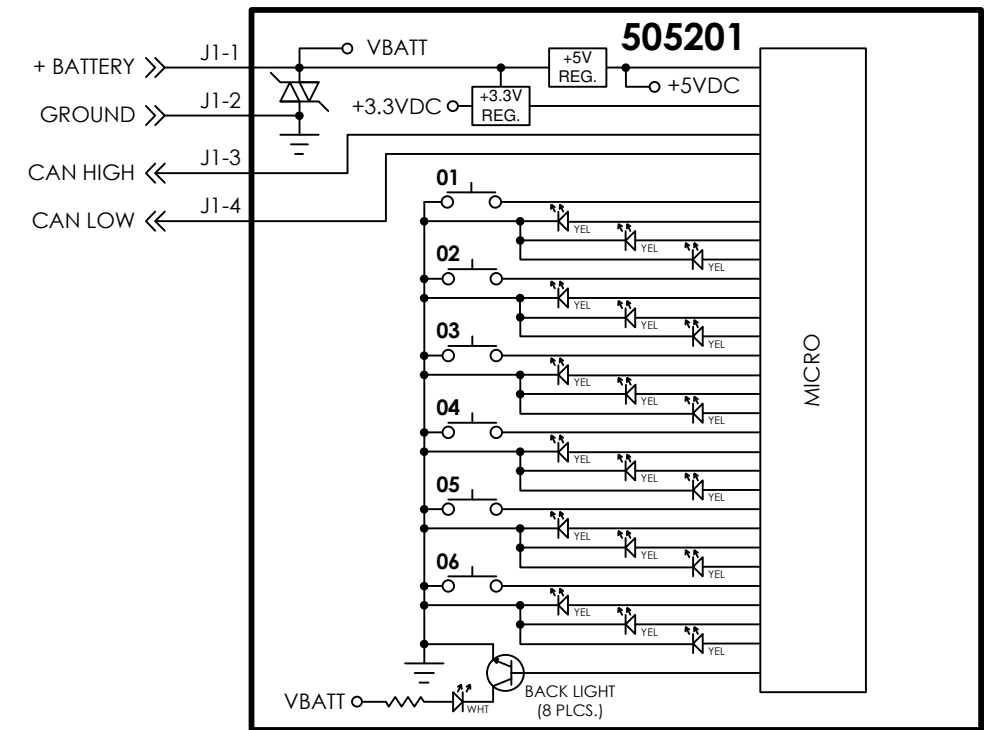 505201
J1-1
+ BATTERY
VBATT
+5V
REG.
+5VDC
J1-2
GROUND
+3.3VDC
+3.3V
REG.
J1-3
CAN HIGH
J1-4
CAN LOW
01
YEL
YEL
YEL
02
YEL
YEL
YEL
03
YEL
YEL
YEL
04
YEL
YEL
YEL
05
YEL
YEL
YEL
06
YEL
YEL
YEL
MICRO
VBATT
WHT
BACK LIGHT
(8 PLCS.)